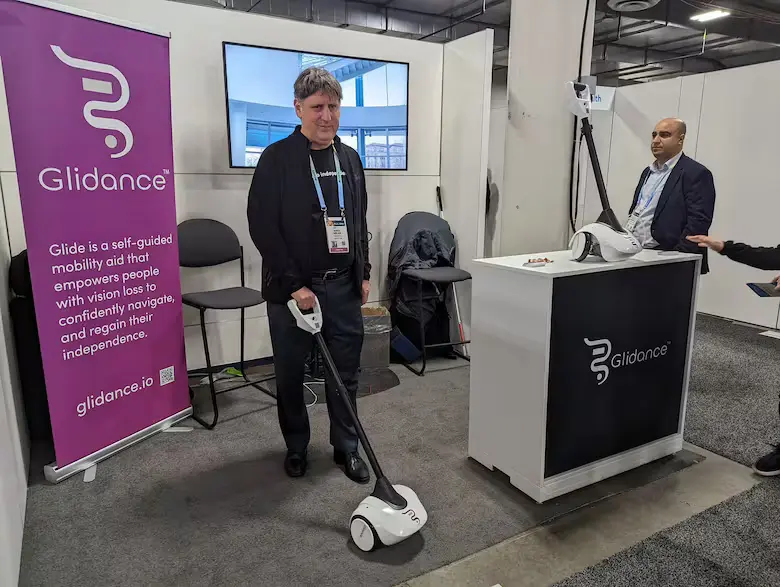 Glidance™
Glide is a self-guided
mobility aid that
empowers people
with vision loss to
confidently navigate,
and regain their
independence.
glidance.io
Glidance™